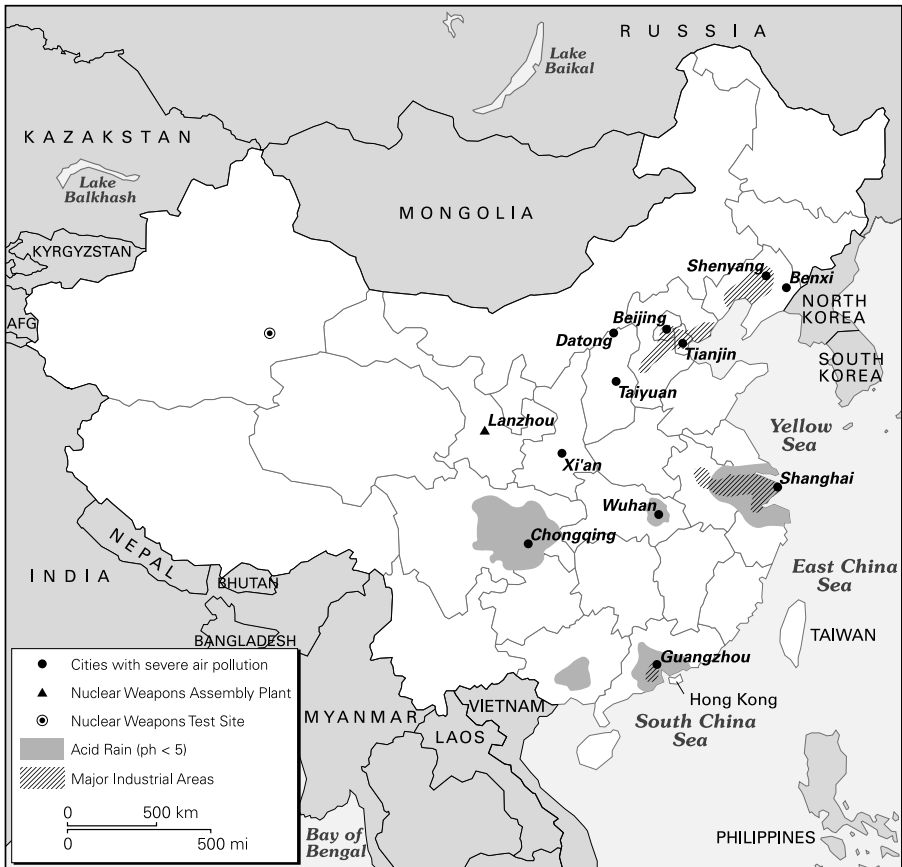 RUSSIA
Lake
Baikal
KAZAKSTAN
Lake
Balkhash
MONGOLIA
KYRGYZSTAN
Shenyang
Benxi
NORTH
KOREA
AFG
Beijing
Datong
Tianjin
SOUTH
KOREA
Taiyuan
Lanzhou
Yellow
Sea
Xi'an
Shanghai
Wuhan
Chongqing
NEPAL
INDIA
BHUTAN
East China
Sea
BANGLADESH
TAIWAN
Guangzhou
Hong Kong
South China
Sea
MYANMAR
VIETNAM
LAOS
Cities with severe air pollution
Nuclear Weapons Assembly Plant
Nuclear Weapons Test Site
Acid Rain (ph < 5)
Major Industrial Areas
0 500 km
0 500 mi
Bay of
Bengal
PHILIPPINES